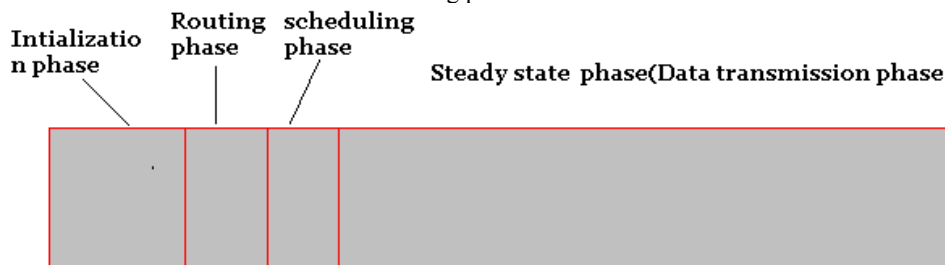 Intializatio
n phase
Routing
phase
scheduling
phase
Steady state phase(Data transmission phase